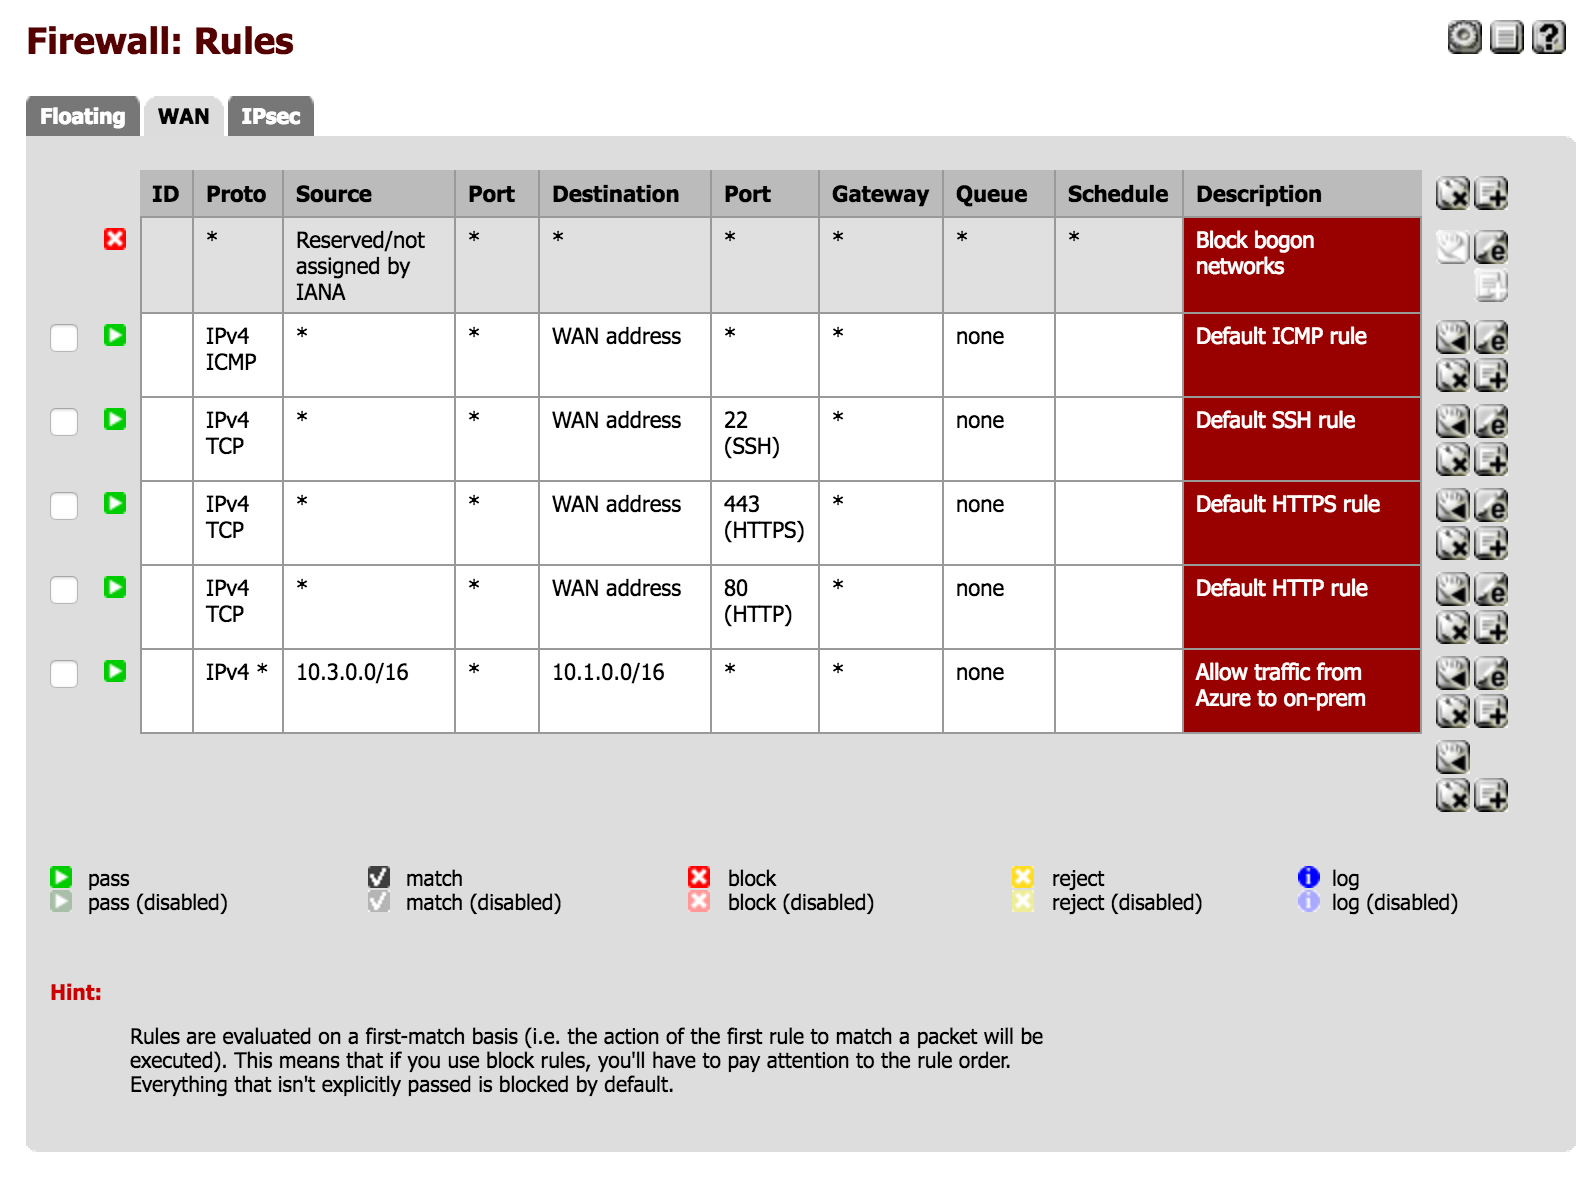 Firewall: Rules
Floating WAN IPsec
ID Proto Source Port Destination Port Gateway Queue Schedule Description
* Reserved/not * * * * * * Block bogon
assigned by networks
IANA
IPv4 * * WAN address * * none Default ICMP rule
ICMP
IPv4 * * WAN address 22 * none Default SSH rule
TCP (SSH)
IPv4 * * WAN address 443 * none Default HTTPS rule
TCP (HTTPS)
IPv4 * * WAN address 80 * none Default HTTP rule
TCP (HTTP)
IPv4 * 10.3.0.0/16 * 10.1.0.0/16 * * none Allow traffic from
Azure to on-prem
pass match block reject log
pass (disabled) match (disabled) block (disabled) reject (disabled) log (disabled)
Hint:
Rules are evaluated on a first-match basis (i.e. the action of the first rule to match a packet will be
executed). This means that if you use block rules, you'll have to pay attention to the rule order.
Everything that isn't explicitly passed is blocked by default.